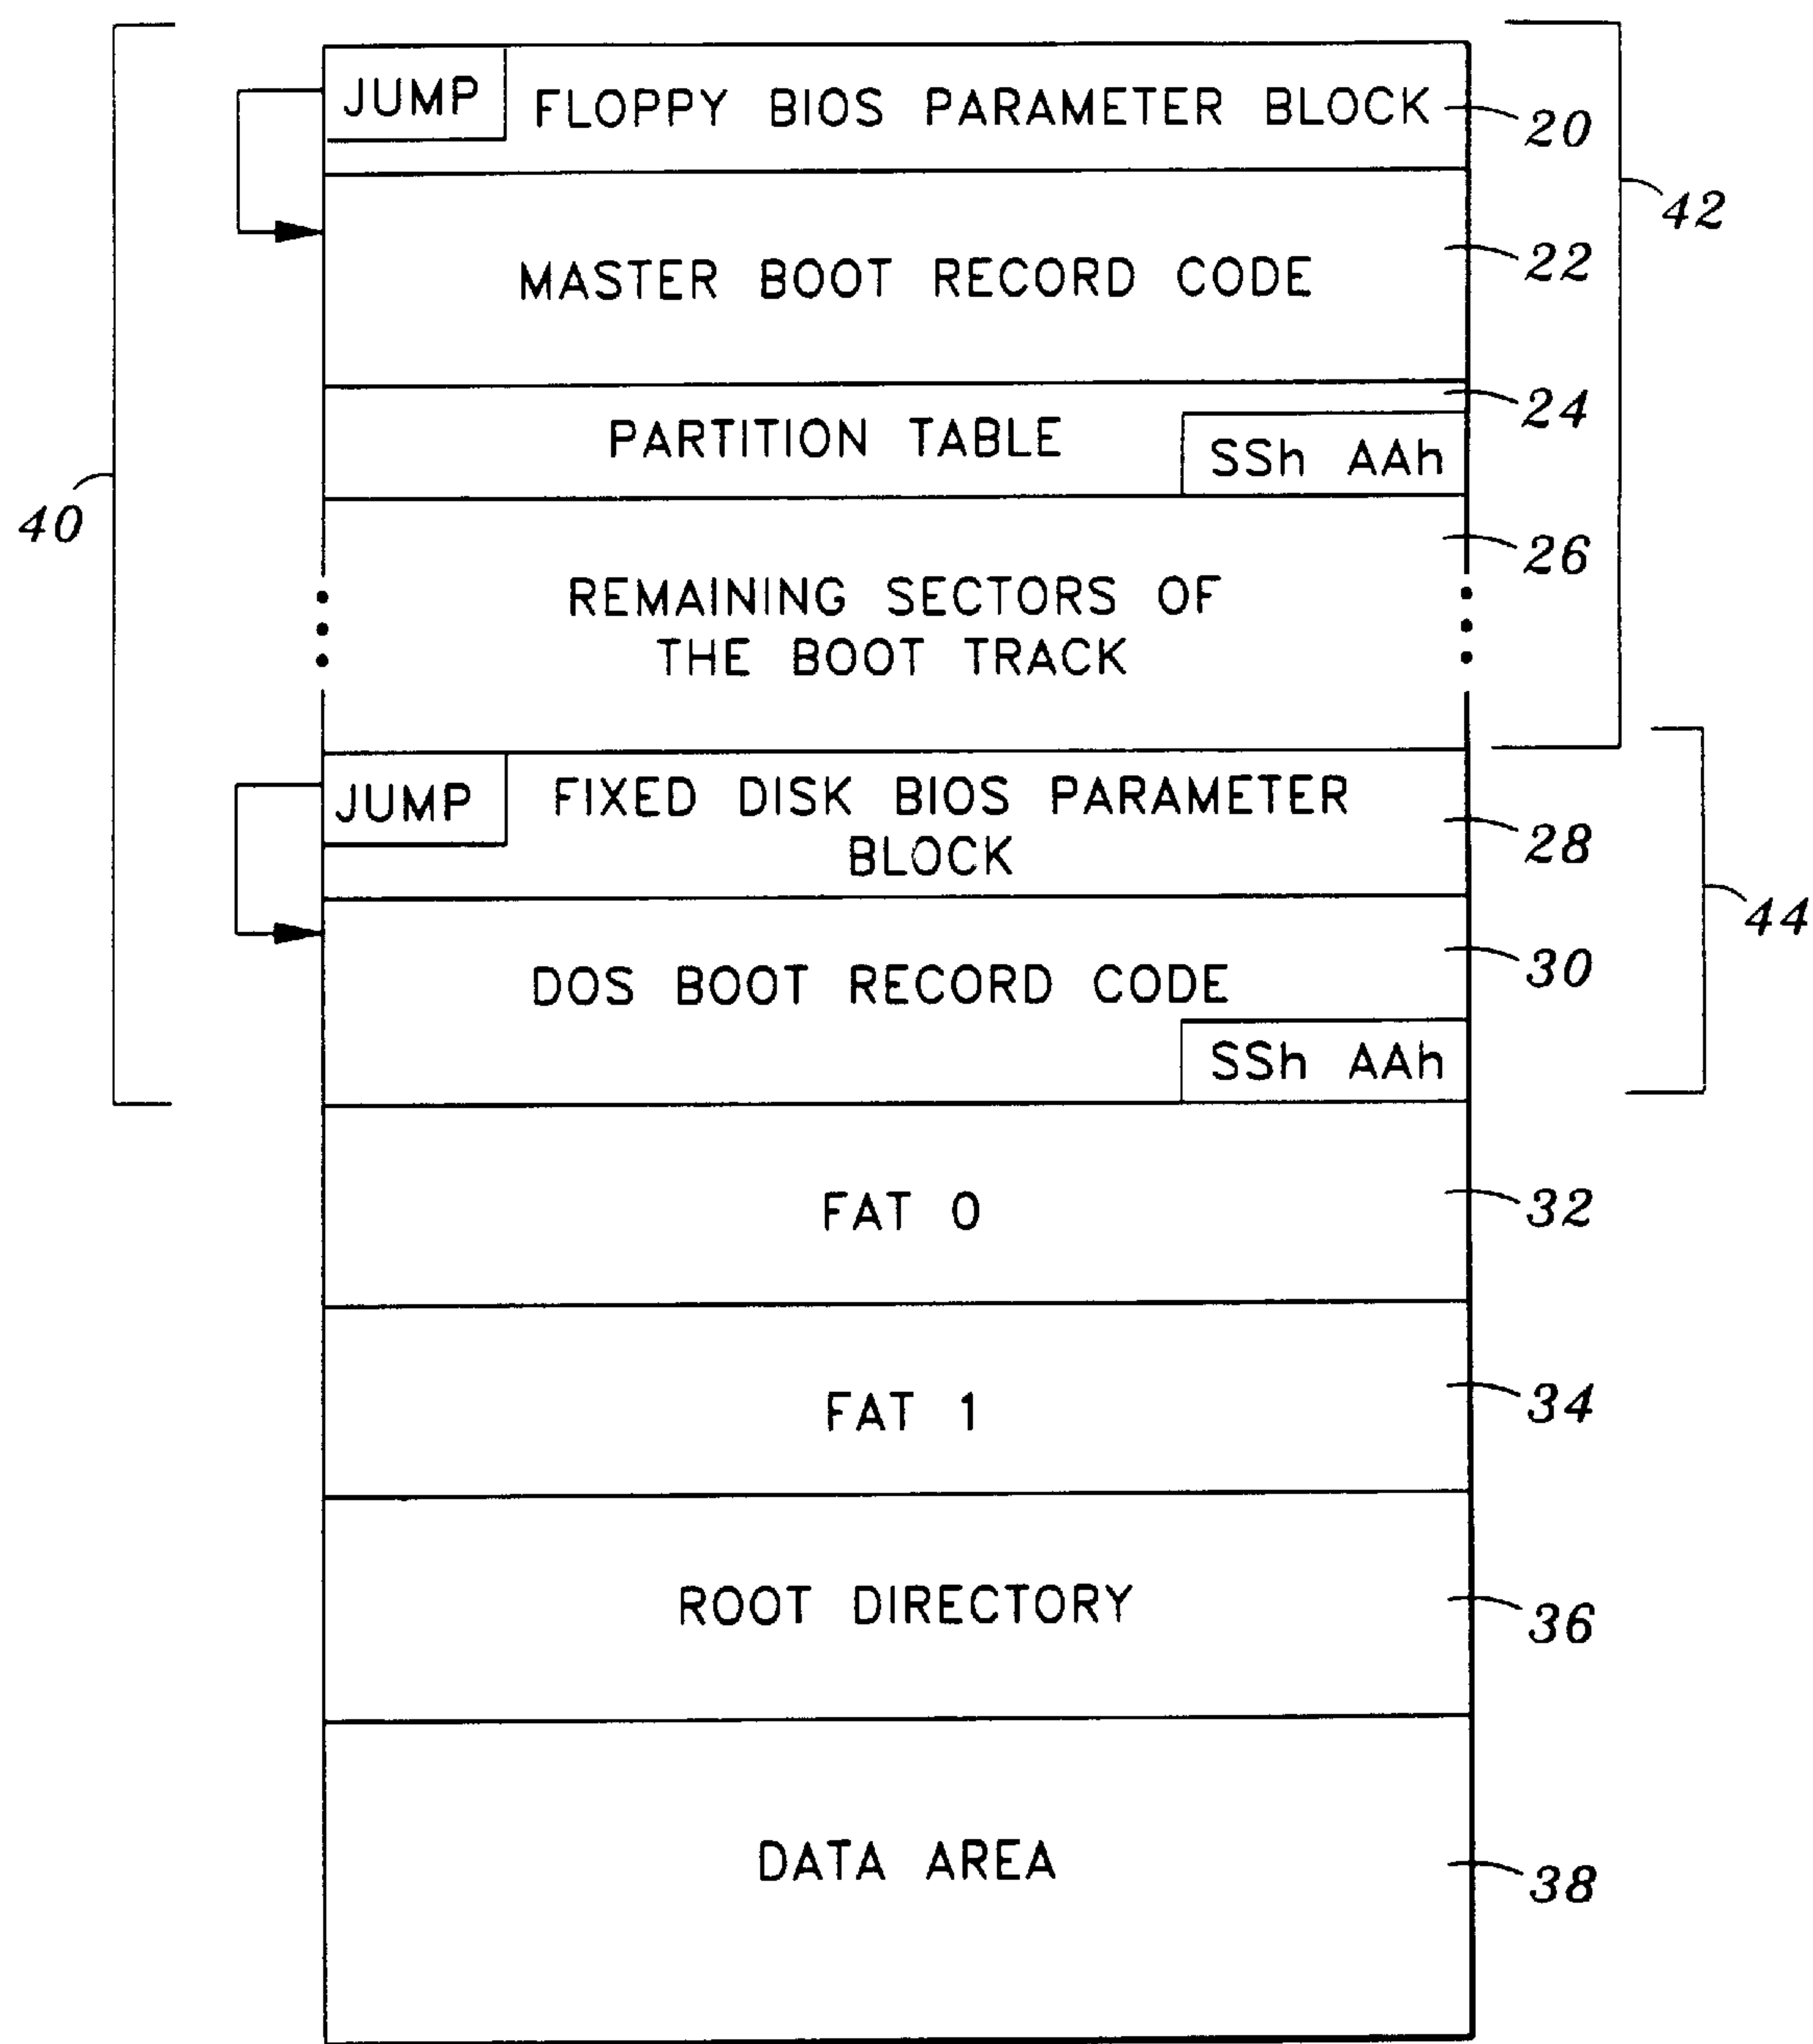 JUMP FLOPPY BIOS PARAMETER BLOCK 20
42
MASTER BOOT RECORD CODE 22
PARTITION TABLE 24
SSh AAh
40
REMAINING SECTORS OF 26
THE BOOT TRACK
JUMP FIXED DISK BIOS PARAMETER
BLOCK 28
44
DOS BOOT RECORD CODE 30
SSh AAh
FAT 0 32
FAT 1 34
ROOT DIRECTORY 36
DATA AREA 38